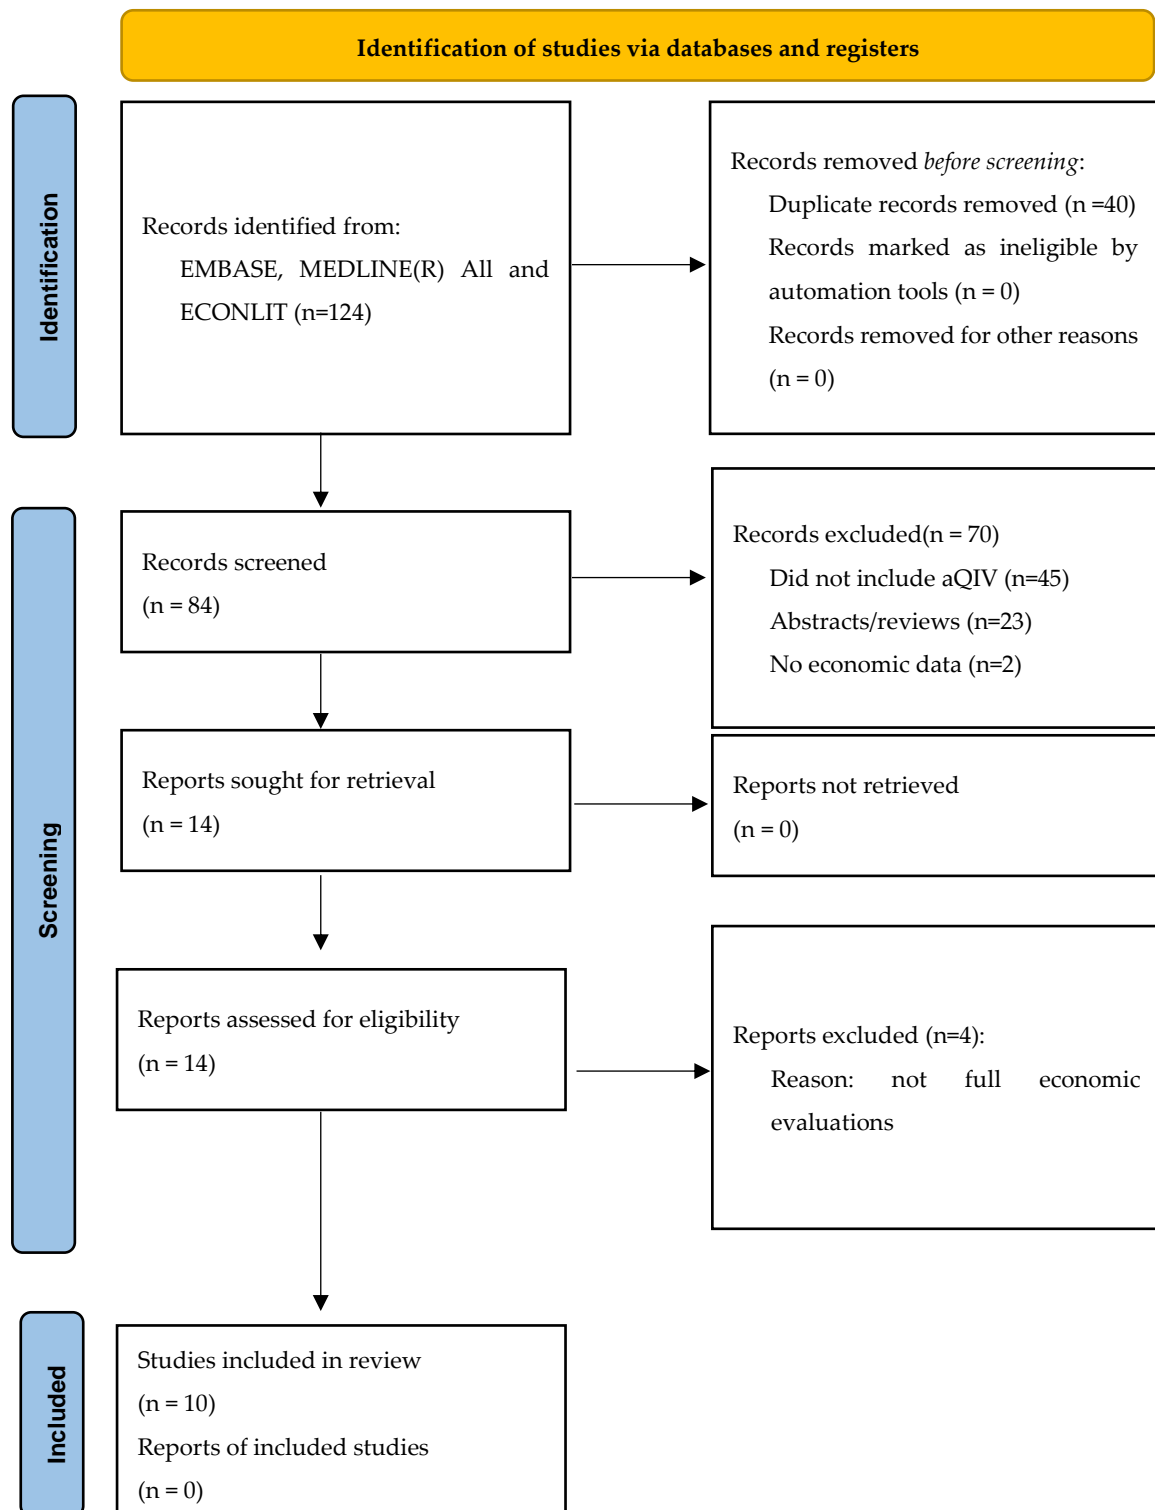 Identification of studies via databases and registers
Identification
Records identified from:
EMBASE, MEDLINE(R) All and
ECONLIT (n=124)
Records removed before screening:
Duplicate records removed (n =40)
Records marked as ineligible by
automation tools (n = 0)
Records removed for other reasons
(n = 0)
Screening
Records screened
(n = 84)
Records excluded(n = 70)
Did not include aQIV (n=45)
Abstracts/reviews (n=23)
No economic data (n=2)
Reports sought for retrieval
(n = 14)
Reports not retrieved
(n = 0)
Reports assessed for eligibility
(n = 14)
Reports excluded (n=4):
Reason: not full economic
evaluations
Included
Studies included in review
(n = 10)
Reports of included studies
(n = 0)